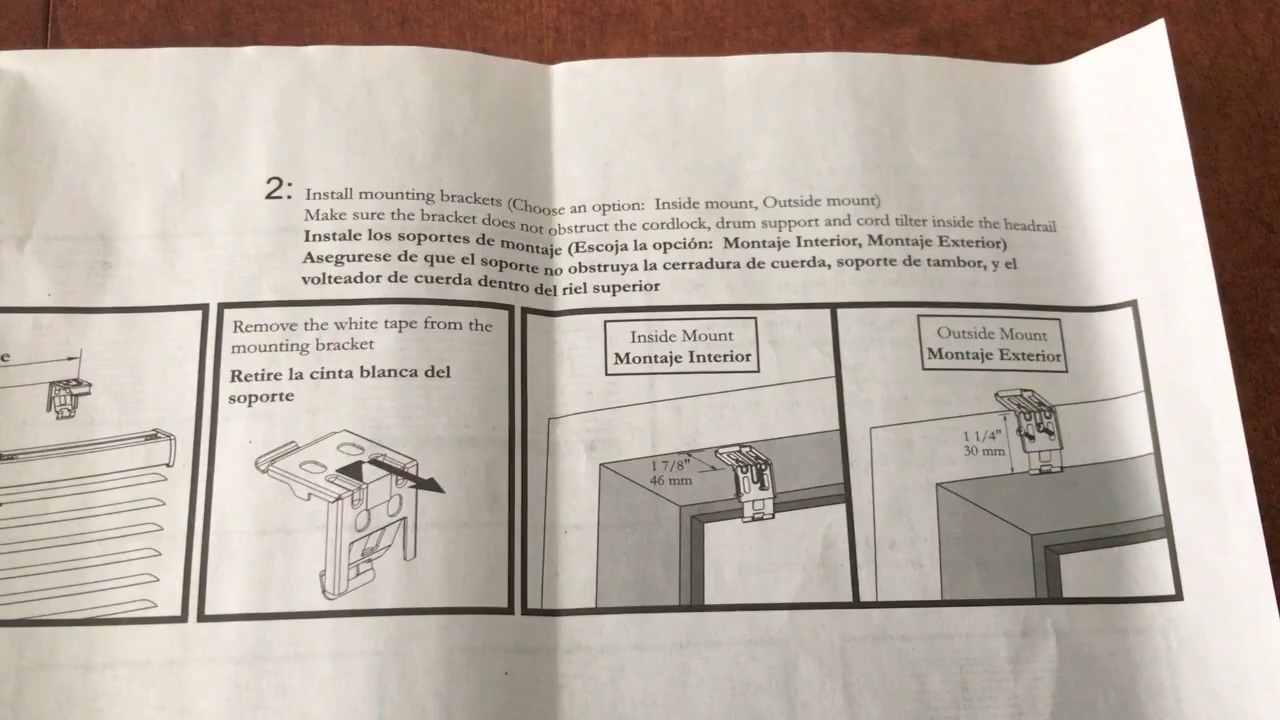 2: Install mounting brackets (Choose an option: Inside mount, Outside mount)
Make sure the bracket does not obstruct the cordlock, drum support and cord tilter inside the headrail
Instale los soportes de montaje (Escoja la opción: Montaje Interior, Montaje Exterior)
Asegurese de que el soporte no obstruya la cerradura de cuerda, soporte de tambor, y el
volteador de cuerda dentro del riel superior
e
Remove the white tape from the
mounting bracket
Retire la cinta blanca del
soporte
Inside Mount
Montaje Interior
1 7/8"
46 mm
Outside Mount
Montaje Exterior
1 1/4"
30 mm